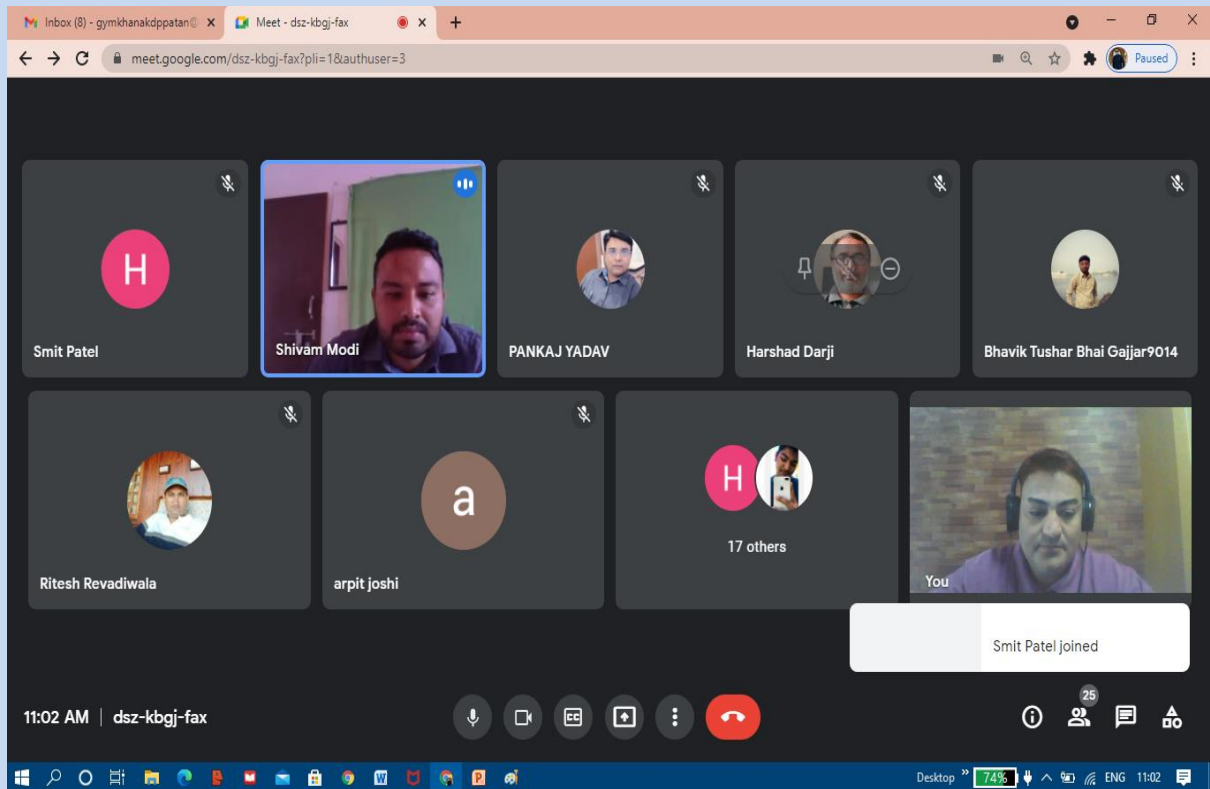 Inbox (8) - gymkhanakdppatan@
Meet - dsz-kbgj-fax
meet.google.com/dsz-kbgj-fax?pli=1&authuser=3
Paused
H
Smit Patel
Shivam Modi
PANKAJ YADAV
Harshad Darji
Bhavik Tushar Bhai Gajjar9014
Ritesh Revadiwala
a
arpit joshi
H
17 others
You
Smit Patel joined
11:02 AM | dsz-kbgj-fax
CC
25
Desktop
74%
ENG
11:02